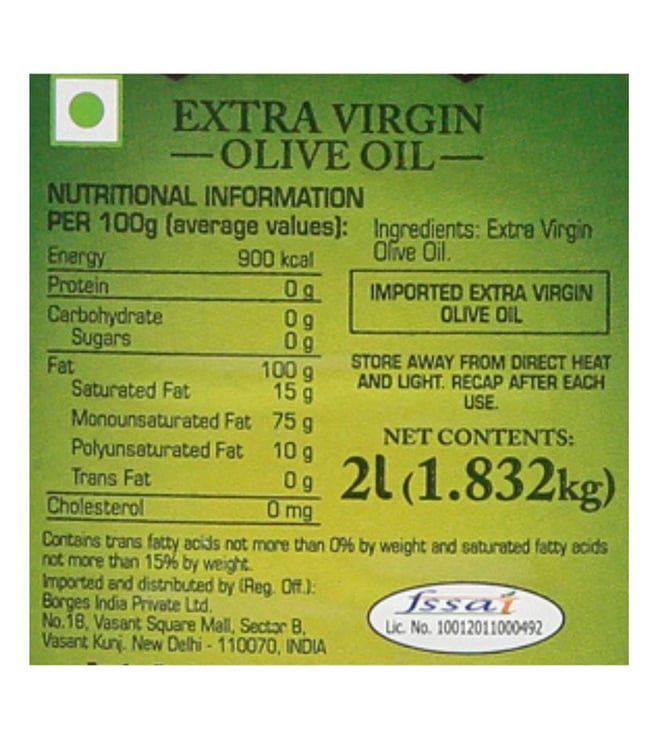 EXTRA VIRGIN
—OLIVE OIL—
NUTRITIONAL INFORMATION
PER 100g (average values):
Energy 900 kcal
Protein 0 g
Carbohydrate 0 g
Sugars 0 g
Fat 100 g
Saturated Fat 15 g
Monounsaturated Fat 75 g
Polyunsaturated Fat 10 g
Trans Fat 0 g
Cholesterol 0 mg
Ingredients: Extra Virgin
Olive Oil.
IMPORTED EXTRA VIRGIN
OLIVE OIL
STORE AWAY FROM DIRECT HEAT
AND LIGHT. RECAP AFTER EACH
USE.
NET CONTENTS:
2l (1.832kg)
Contains trans fatty acids not more than 0% by weight and saturated fatty acids
not more than 15% by weight.
Imported and distributed by (Reg. Off.):
Borges India Private Ltd.
No.18, Vasant Square Mall, Sector B,
Vasant Kunj. New Delhi - 110070, INDIA
fssai
Lic. No. 10012011000492